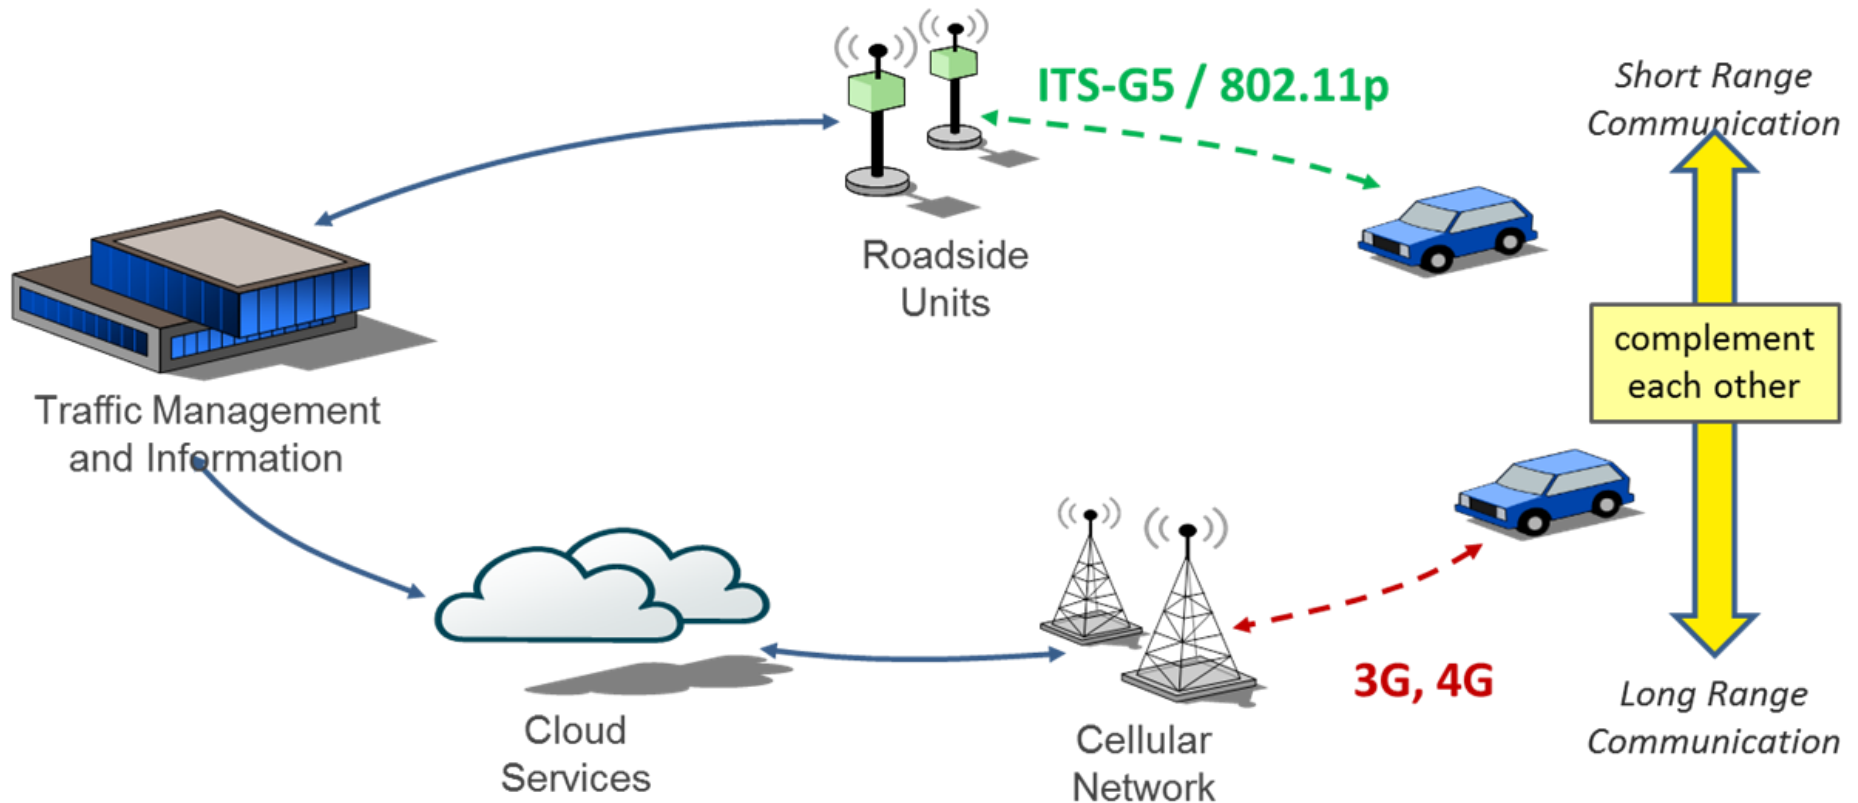 ITS-G5 / 802.11p
Short Range
Communication
Roadside
Units
complement
each other
Traffic Management
and Information
3G, 4G
Long Range
Communication
Cloud
Services
Cellular
Network